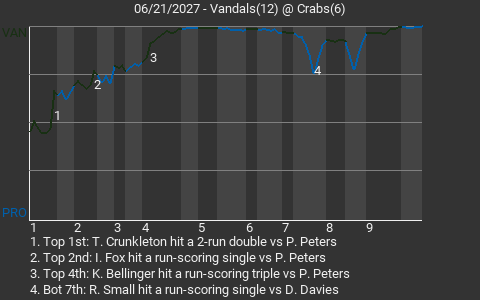 06/21/2027 - Vandals(12) @ Crabs(6)
VAN
3
4
2
1
PRO
1 2 3 4 5 6 7 8 9
1. Top 1st: T. Crunkleton hit a 2-run double vs P. Peters
2. Top 2nd: I. Fox hit a run-scoring single vs P. Peters
3. Top 4th: K. Bellinger hit a run-scoring triple vs P. Peters
4. Bot 7th: R. Small hit a run-scoring single vs D. Davies